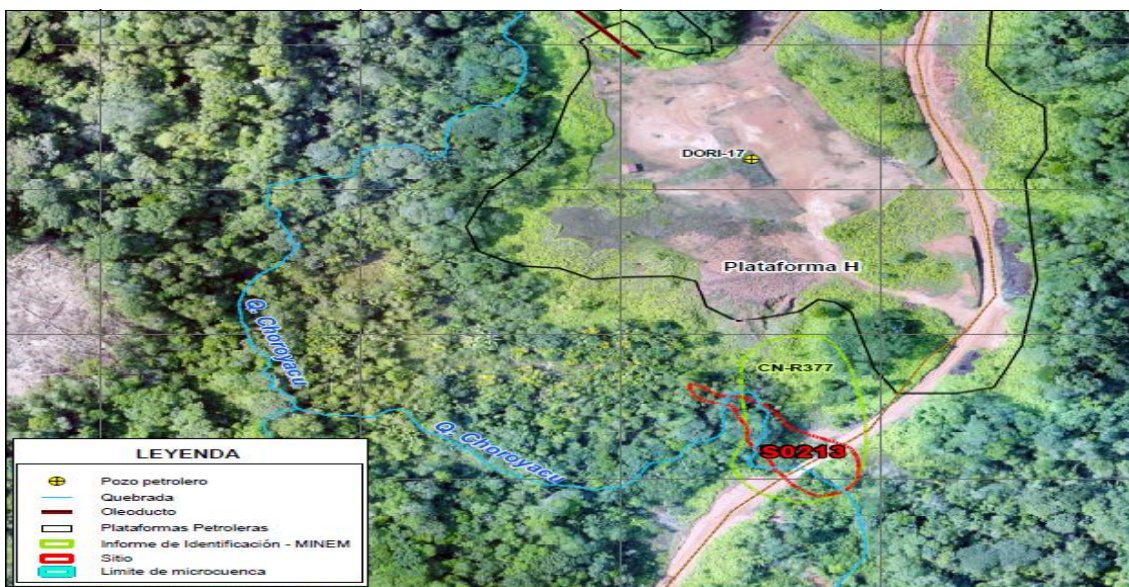 DORI-17
Plataforma H
Q. Choroyacu
CN-R377
Q. Choroyacu
S0213
LEYENDA
Pozo petrolero
Quebrada
Oleoducto
Plataformas Petroleras
Informe de Identificación - MINEM
Sitio
Limite de microcuenca